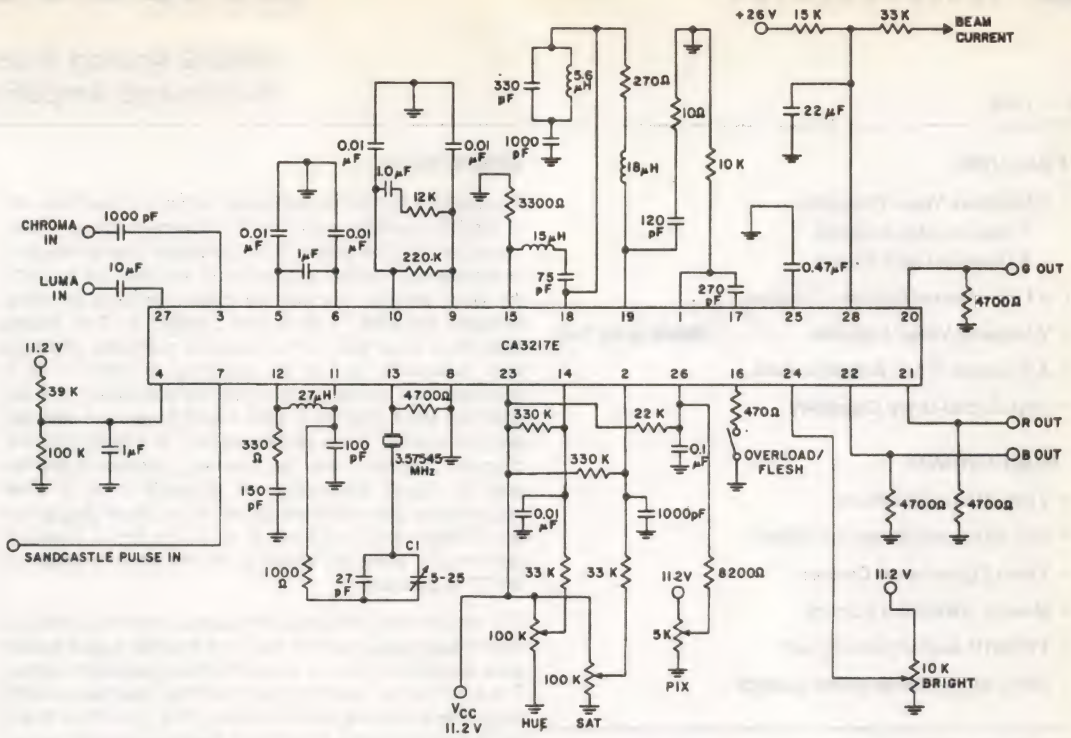 +26 V
15 K
33 K
BEAM
CURRENT
330
pF
5.6
μH
270Ω
10Ω
22 μF
0.01
μF
0.01
μF
1000
pF
10 K
1.0μF
18μH
CHROMA
IN
1000 pF
12K
3300Ω
0.01
μF
0.01
μF
120
pF
15μH
LUMA
IN
10μF
1μF
220K
75
pF
270
pF
0.47μF
G OUT
4700Ω
27
3
5
6
10
9
15
18
19
1
17
25
28
20
CA3217E
11.2 V
4
7
12
11
13
8
23
14
2
26
16
24
22
21
39 K
27μH
4700Ω
330 K
22 K
470Ω
R OUT
B OUT
100 K
1μF
330
Ω
100
pF
3.57545
MHz
330 K
0.1
μF
OVERLOAD/
FLESH
150
pF
0.01
μF
1000pF
4700Ω
4700Ω
SANDCASTLE PULSE IN
1000
Ω
27
pF
C1
5-25
33 K
33 K
11.2V
8200Ω
11.2 V
100 K
5K
100 K
PIX
10 K
BRIGHT
VCC
11.2 V
HUE
SAT